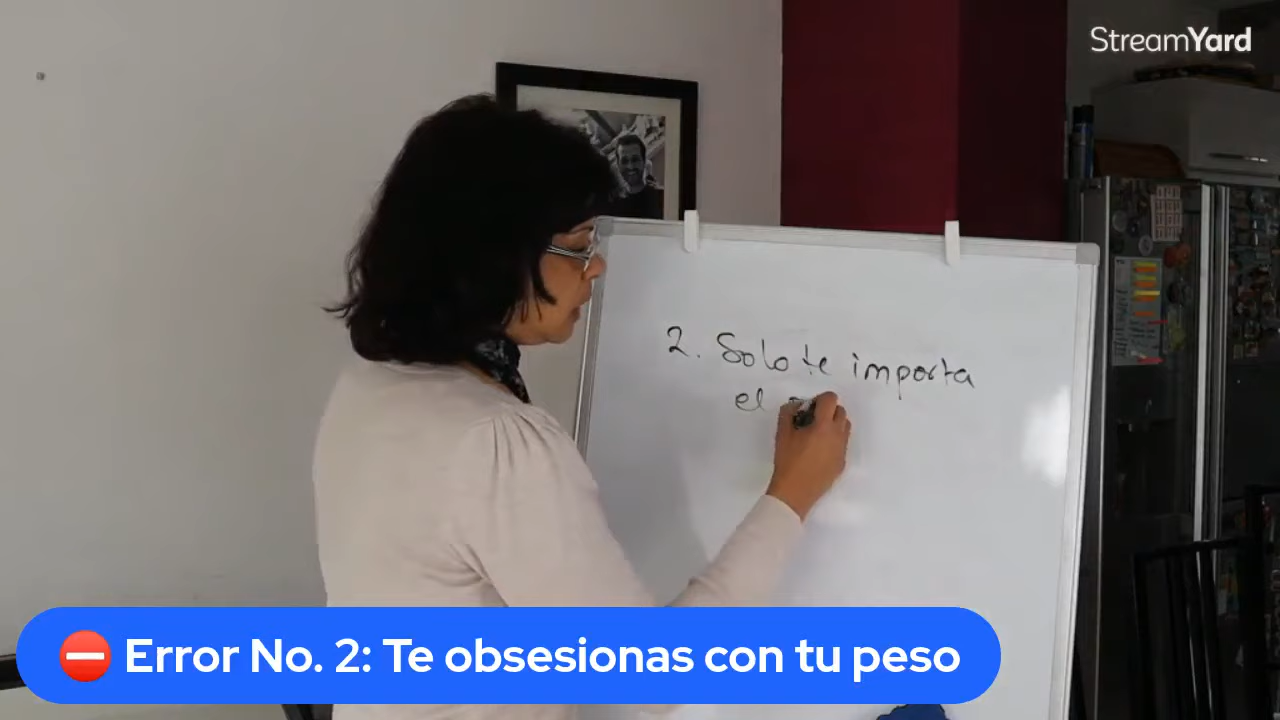 StreamYard
2. Solo te importa
el
⛔ Error No. 2: Te obsesionas con tu peso